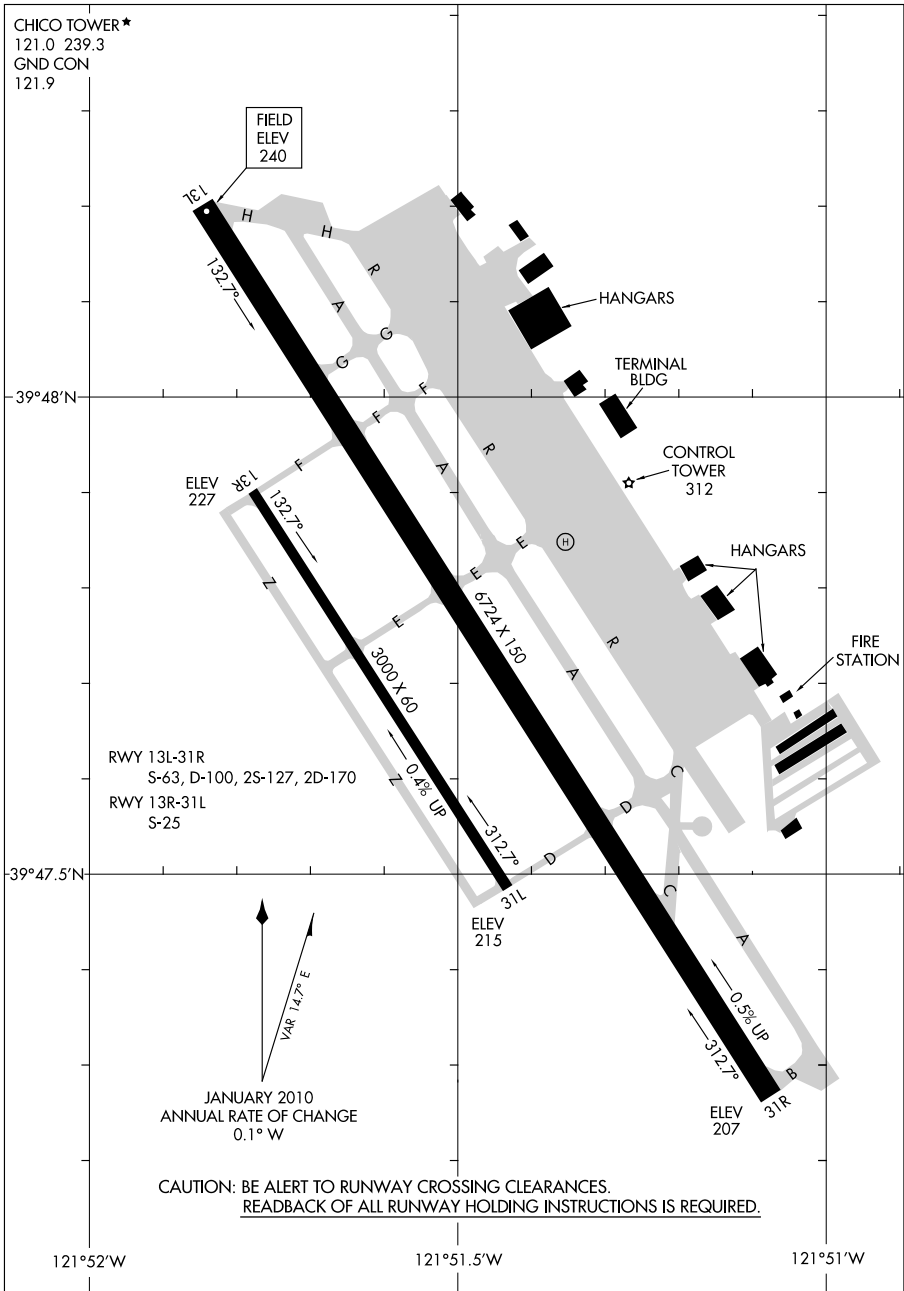 CHICO TOWER★
121.0 239.3
GND CON
121.9
FIELD
ELEV
240
13L
H
H
132.7°
R
A
G
G
HANGARS
TERMINAL
BLDG
39°48'N
F
F
F
A
R
CONTROL
TOWER
312
ELEV
227
13R
132.7°
E
E
E
H
HANGARS
Z
6724 X 150
R
A
FIRE
STATION
3000 X 60
RWY 13L-31R
S-63, D-100, 2S-127, 2D-170
RWY 13R-31L
S-25
Z
0.4% UP
312.7°
C
D
D
39°47.5'N
31L
C
ELEV
215
A
VAR 14.7° E
0.5% UP
312.7°
B
31R
ELEV
207
JANUARY 2010
ANNUAL RATE OF CHANGE
0.1° W
CAUTION: BE ALERT TO RUNWAY CROSSING CLEARANCES.
READBACK OF ALL RUNWAY HOLDING INSTRUCTIONS IS REQUIRED.
121°52'W
121°51.5'W
121°51'W